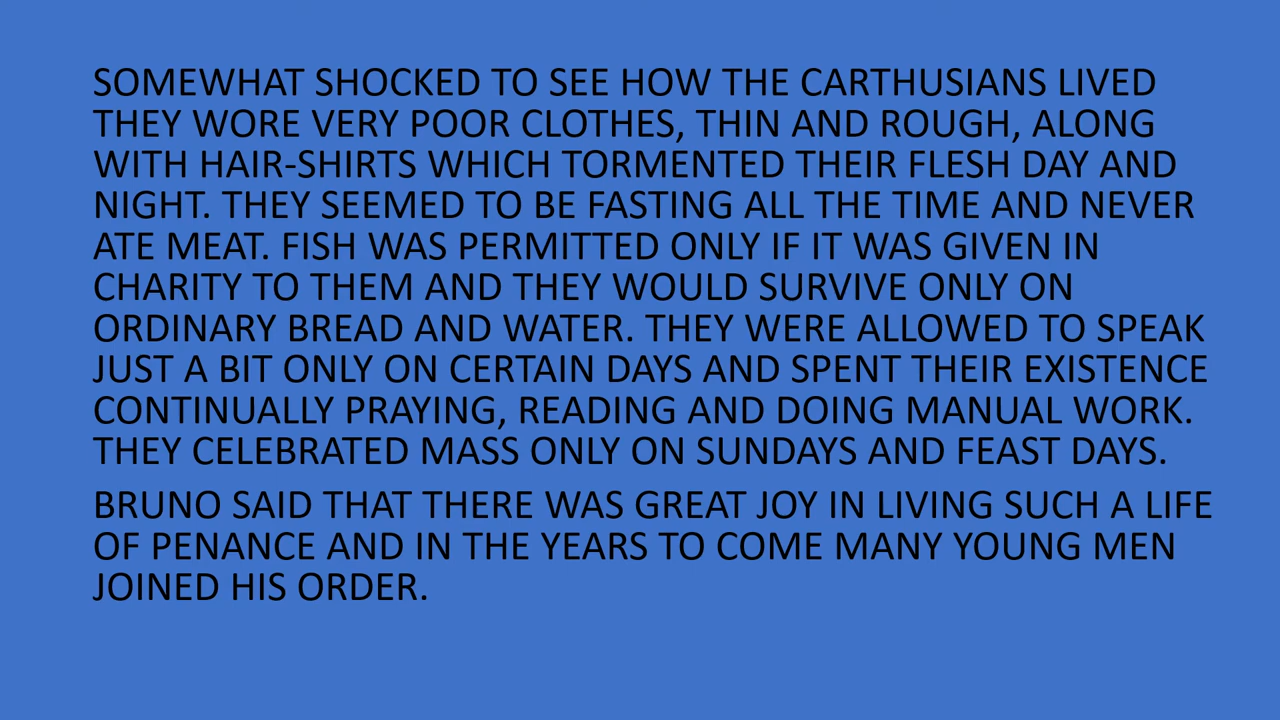 SOMEWHAT SHOCKED TO SEE HOW THE CARTHUSIANS LIVED
THEY WORE VERY POOR CLOTHES, THIN AND ROUGH, ALONG
WITH HAIR-SHIRTS WHICH TORMENTED THEIR FLESH DAY AND
NIGHT. THEY SEEMED TO BE FASTING ALL THE TIME AND NEVER
ATE MEAT. FISH WAS PERMITTED ONLY IF IT WAS GIVEN IN
CHARITY TO THEM AND THEY WOULD SURVIVE ONLY ON
ORDINARY BREAD AND WATER. THEY WERE ALLOWED TO SPEAK
JUST A BIT ONLY ON CERTAIN DAYS AND SPENT THEIR EXISTENCE
CONTINUALLY PRAYING, READING AND DOING MANUAL WORK.
THEY CELEBRATED MASS ONLY ON SUNDAYS AND FEAST DAYS.
BRUNO SAID THAT THERE WAS GREAT JOY IN LIVING SUCH A LIFE
OF PENANCE AND IN THE YEARS TO COME MANY YOUNG MEN
JOINED HIS ORDER.